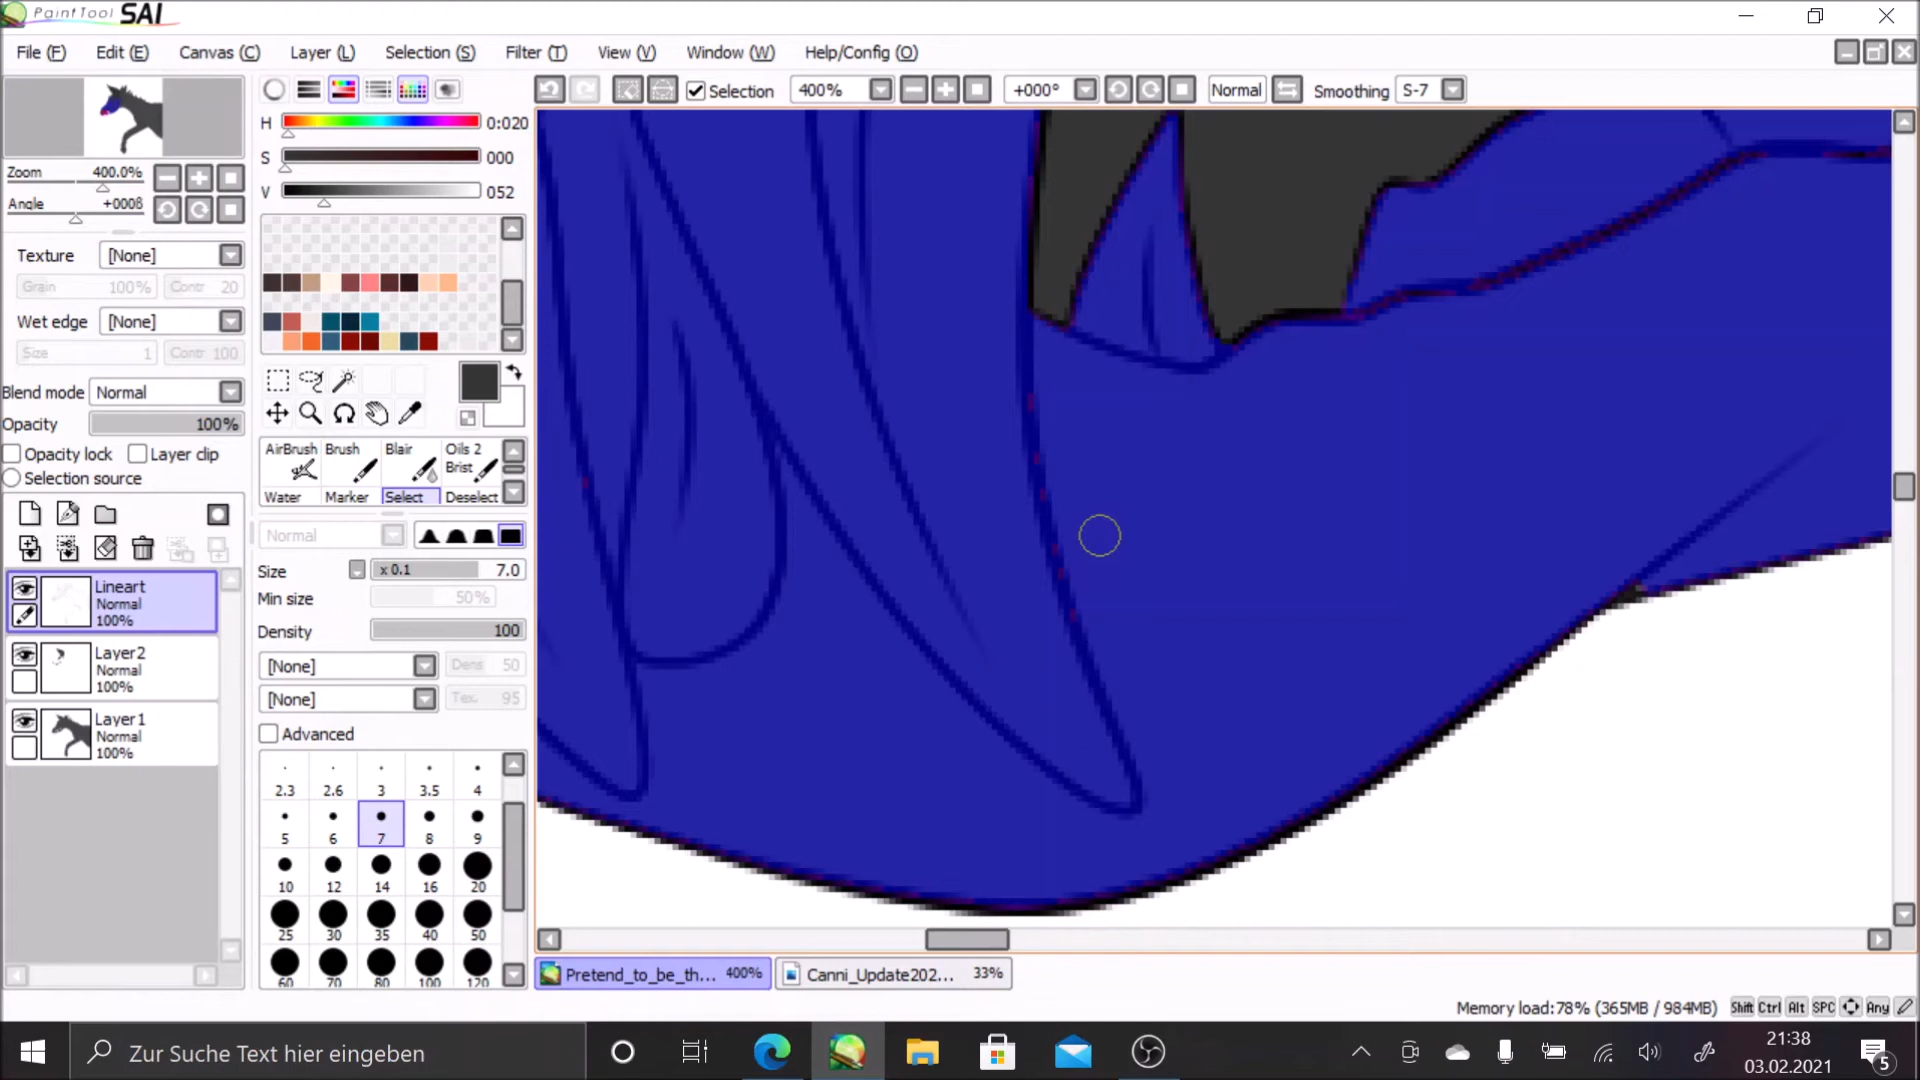 PaintTool SAI
File (F) Edit (E) Canvas (C) Layer (L) Selection (S) Filter (T) View (V) Window (W) Help/Config (O)
Selection 400% +000° Normal Smoothing S-7
H 0:020
S 000
V 052
Zoom 400.0%
Angle +000ß
Texture [None]
Grain 100% Contr 20
Wet edge [None]
Size 1 Contr 100
Blend mode Normal
Opacity 100%
Opacity lock Layer clip
Selection source
Lineart
Normal
100%
Layer2
Normal
100%
Layer1
Normal
100%
AirBrush Brush Blair Oils 2
Brist
Water Marker Select Deselect
Normal
Size x 0.1 7.0
Min size 50%
Density 100
[None] Dens 50
[None] Tex. 95
Advanced
2.3 2.6 3 3.5 4
5 6 7 8 9
10 12 14 16 20
25 30 35 40 50
60 70 80 100 120
Pretend_to_be_th... 400% Canni_Update202... 33%
Memory load:78% (365MB / 984MB) Shift Ctrl Alt SPC Any
Zur Suche Text hier eingeben
21:38
03.02.2021
5